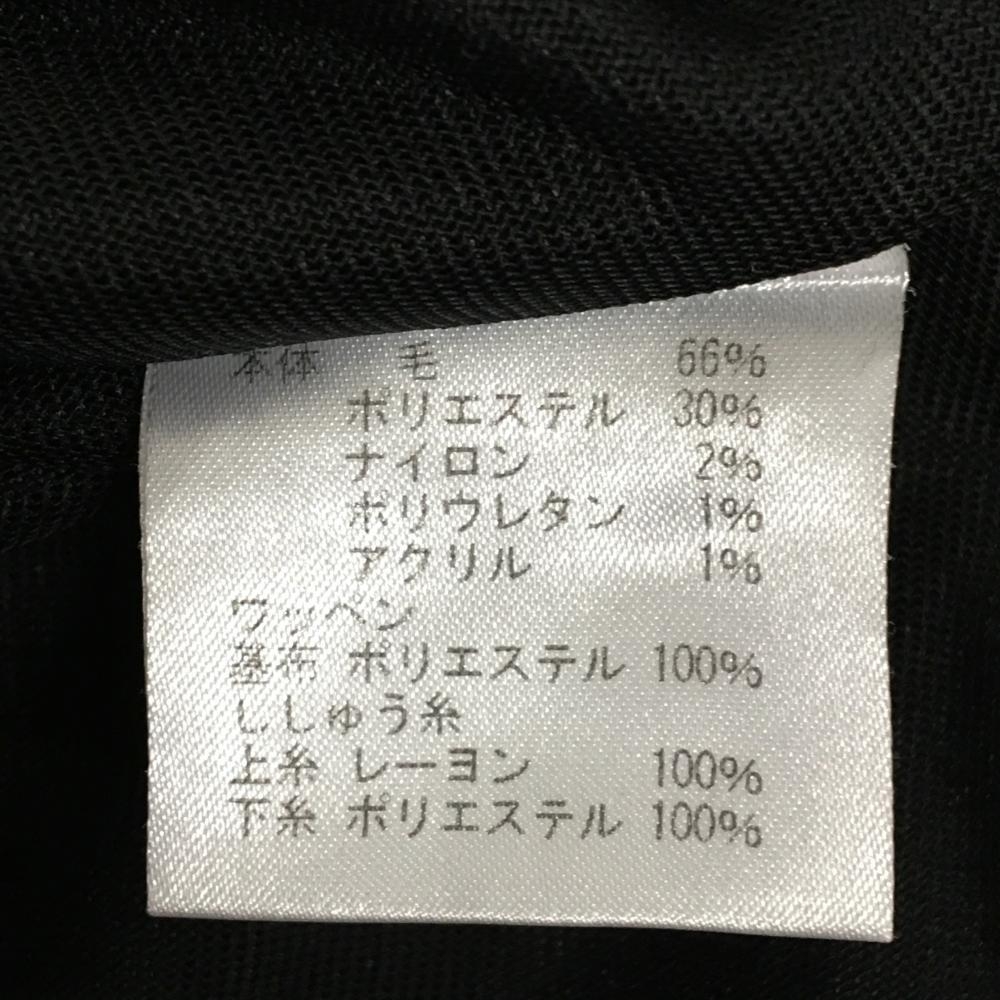 本体 毛 66%
ポリエステル 30%
ナイロン 2%
ポリウレタン 1%
アクリル 1%
ワッペン
基布 ポリエステル 100%
ししゅう糸
上糸 レーヨン 100%
下糸 ポリエステル 100%